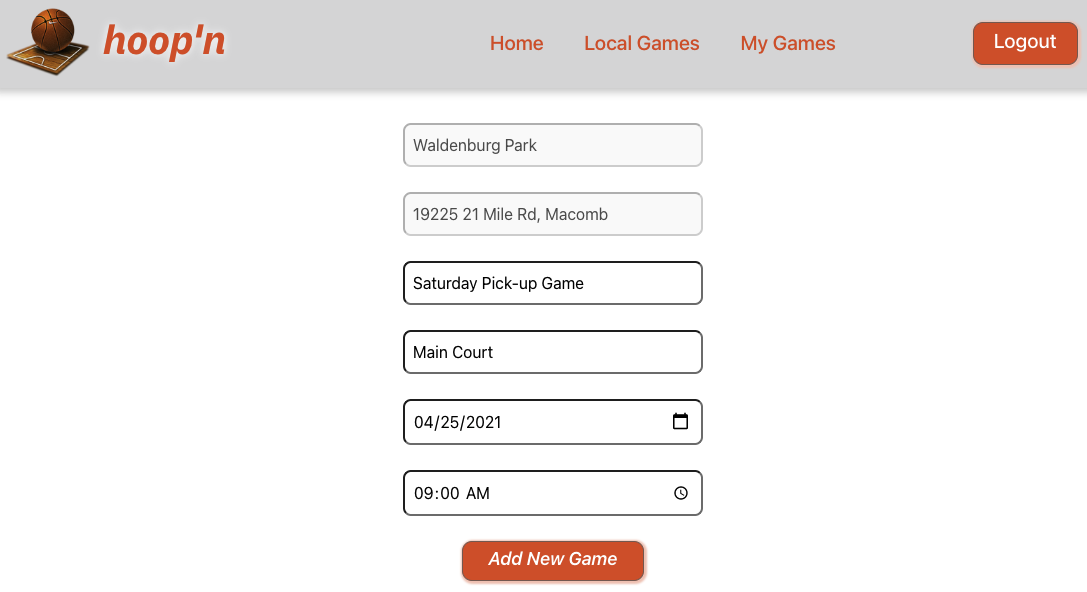 hoop'n
Home Local Games My Games
Logout
Waldenburg Park
19225 21 Mile Rd, Macomb
Saturday Pick-up Game
Main Court
04/25/2021
09:00 AM
Add New Game